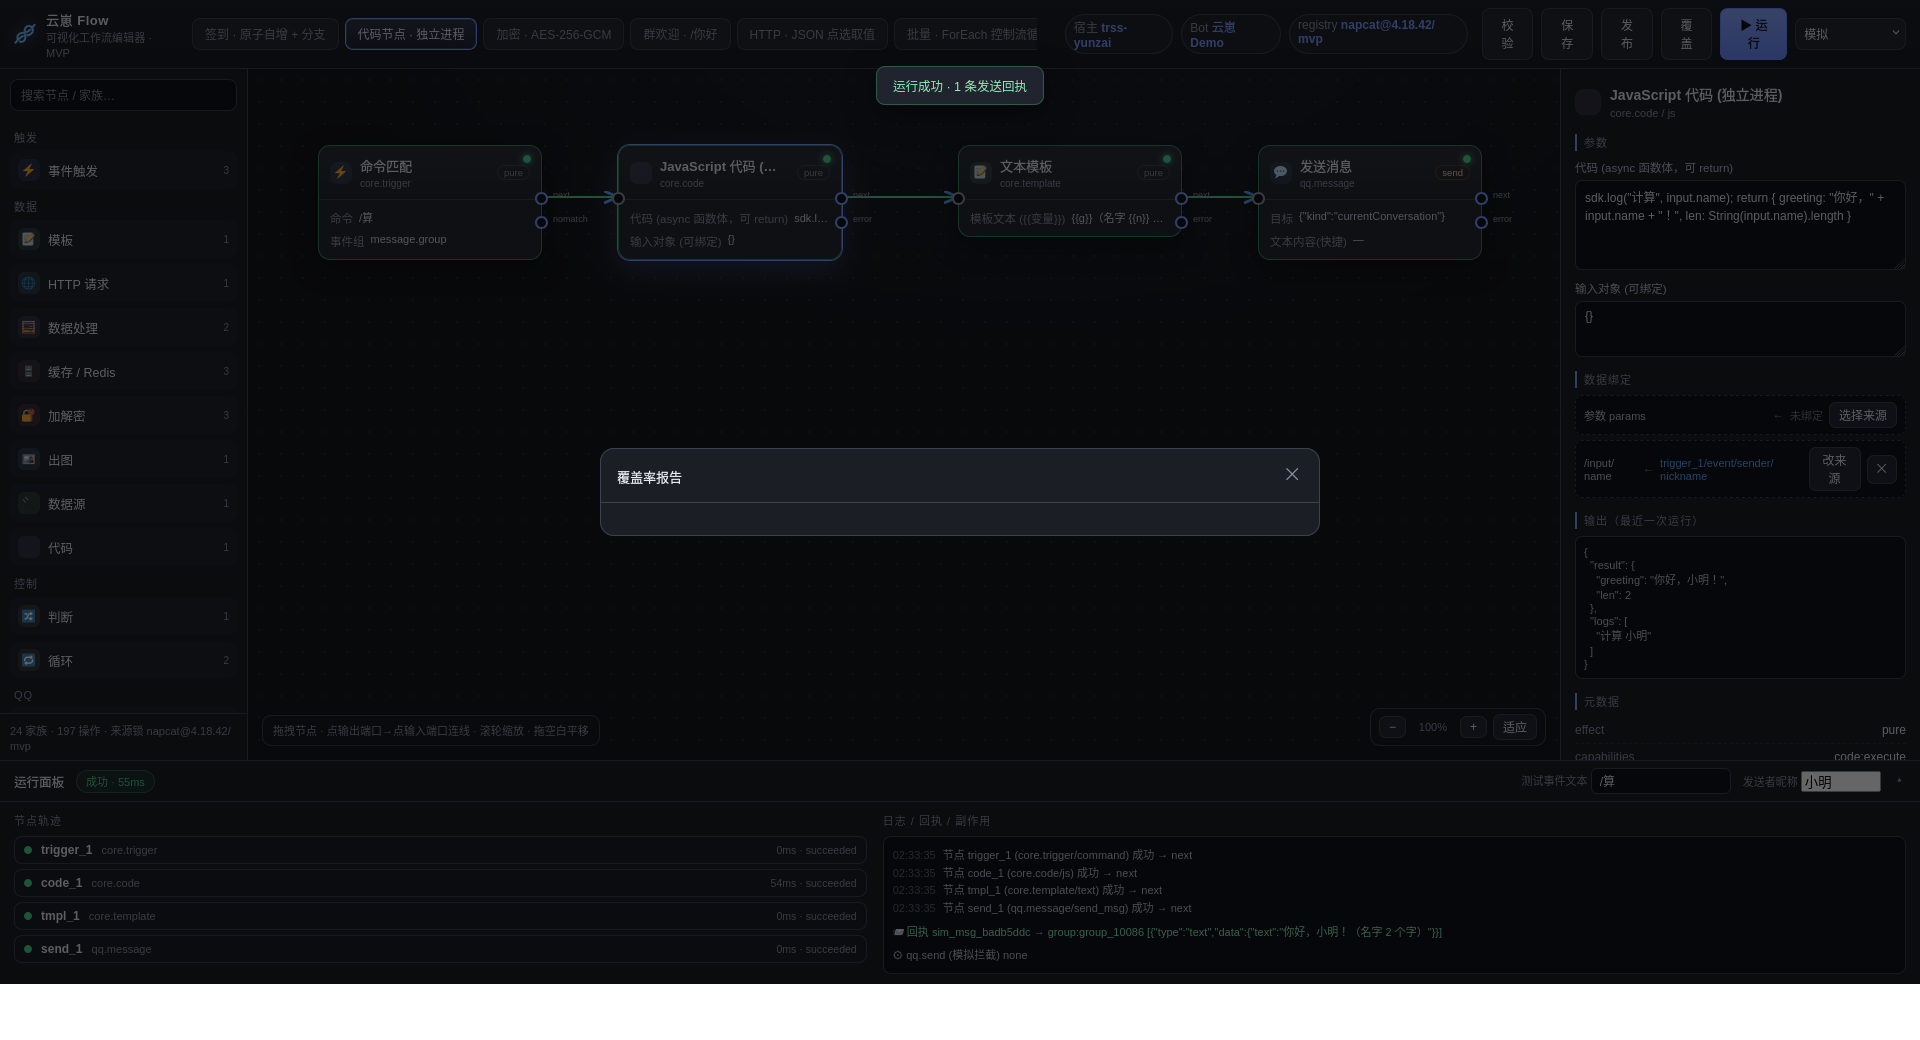 云崽 Flow
可视化工作流编辑器 ·
MVP
签到 · 原子自增 + 分支
代码节点 · 独立进程
加密 · AES-256-GCM
群欢迎 · /你好
HTTP · JSON 点选取值
批量 · ForEach 控制流循
宿主 trss-
yunzai
Bot 云崽
Demo
registry napcat@4.18.42/
mvp
校
验
保
存
发
布
覆
盖
▶ 运
行
模拟
运行成功 · 1 条发送回执
搜索节点 / 家族…
触发
事件触发 3
数据
模板 1
HTTP 请求 1
数据处理 2
缓存 / Redis 3
加解密 3
出图 1
数据源 1
代码 1
控制
判断 1
循环 2
QQ
24 家族 · 197 操作 · 来源锁 napcat@4.18.42/
mvp
命令匹配
core.trigger
pure
next
nomatch
命令 /算
事件组 message.group
JavaScript 代码 (…
core.code
pure
next
error
代码 (async 函数体，可 return) sdk.l…
输入对象 (可绑定) {}
文本模板
core.template
pure
next
error
模板文本 ({{变量}}) {{g}}（名字 {{n}} …
发送消息
qq.message
send
next
error
目标 {"kind":"currentConversation"}
文本内容(快捷) —
覆盖率报告
拖拽节点 · 点输出端口→点输入端口连线 · 滚轮缩放 · 拖空白平移
− 100% + 适应
JavaScript 代码 (独立进程)
core.code / js
参数
代码 (async 函数体，可 return)
sdk.log("计算", input.name); return { greeting: "你好，" +
input.name + "！", len: String(input.name).length }
输入对象 (可绑定)
{}
数据绑定
参数 params ← 未绑定 选择来源
/input/
name
←
trigger_1/event/sender/
nickname
改来
源
输出（最近一次运行）
{
"result": {
"greeting": "你好，小明！",
"len": 2
},
"logs": [
"计算 小明"
]
}
元数据
effect pure
capabilities code:execute
运行面板
成功 · 55ms
测试事件文本 /算
发送者昵称 小明
节点轨迹
trigger_1 core.trigger 0ms · succeeded
code_1 core.code 54ms · succeeded
tmpl_1 core.template 0ms · succeeded
send_1 qq.message 0ms · succeeded
日志 / 回执 / 副作用
02:33:35 节点 trigger_1 (core.trigger/command) 成功 → next
02:33:35 节点 code_1 (core.code/js) 成功 → next
02:33:35 节点 tmpl_1 (core.template/text) 成功 → next
02:33:35 节点 send_1 (qq.message/send_msg) 成功 → next
回执 sim_msg_badb5ddc → group:group_10086 [{"type":"text","data":{"text":"你好，小明！（名字 2 个字）"}}]
qq.send (模拟拦截) none